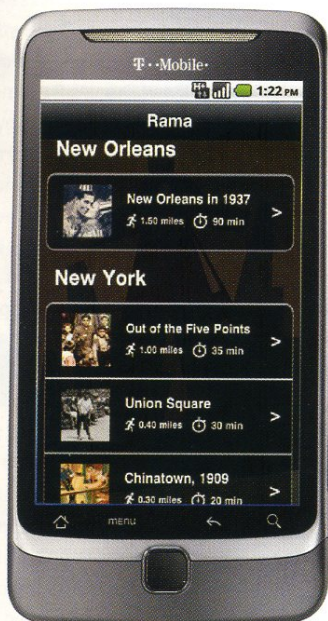 T··Mobile·
1:22 PM
Rama
New Orleans
New Orleans in 1937
1.50 miles 90 min
>
New York
Out of the Five Points
1.00 miles 35 min
>
Union Square
0.40 miles 30 min
>
Chinatown, 1909
0.30 miles 20 min
>
menu